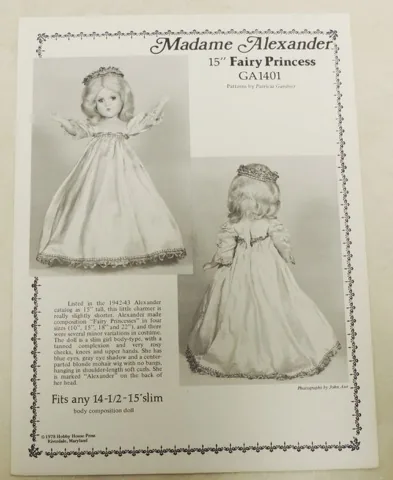 Madame Alexander
15" Fairy Princess
GA1401
Patterns by Patricia Gardner
Listed in the 1942-43 Alexander
catalog as 15" tall, this little charmer is
really slightly shorter. Alexander made
composition "Fairy Princesses" in four
sizes (10", 15", 18" and 22"), and there
were several minor variations in costume.
The doll is a slim girl body-type, with a
tanned complexion and very rosy
cheeks, knees and upper hands. She has
blue eyes, gray eye shadow and a center-
parted blonde mohair wig with no bangs,
hanging in shoulder-length soft curls. She
is marked "Alexander" on the back of
her head.
Photographs by John Axe
Fits any 14-1/2-15"slim
body composition doll
© 1978 Hobby House Press
Riverdale, Maryland